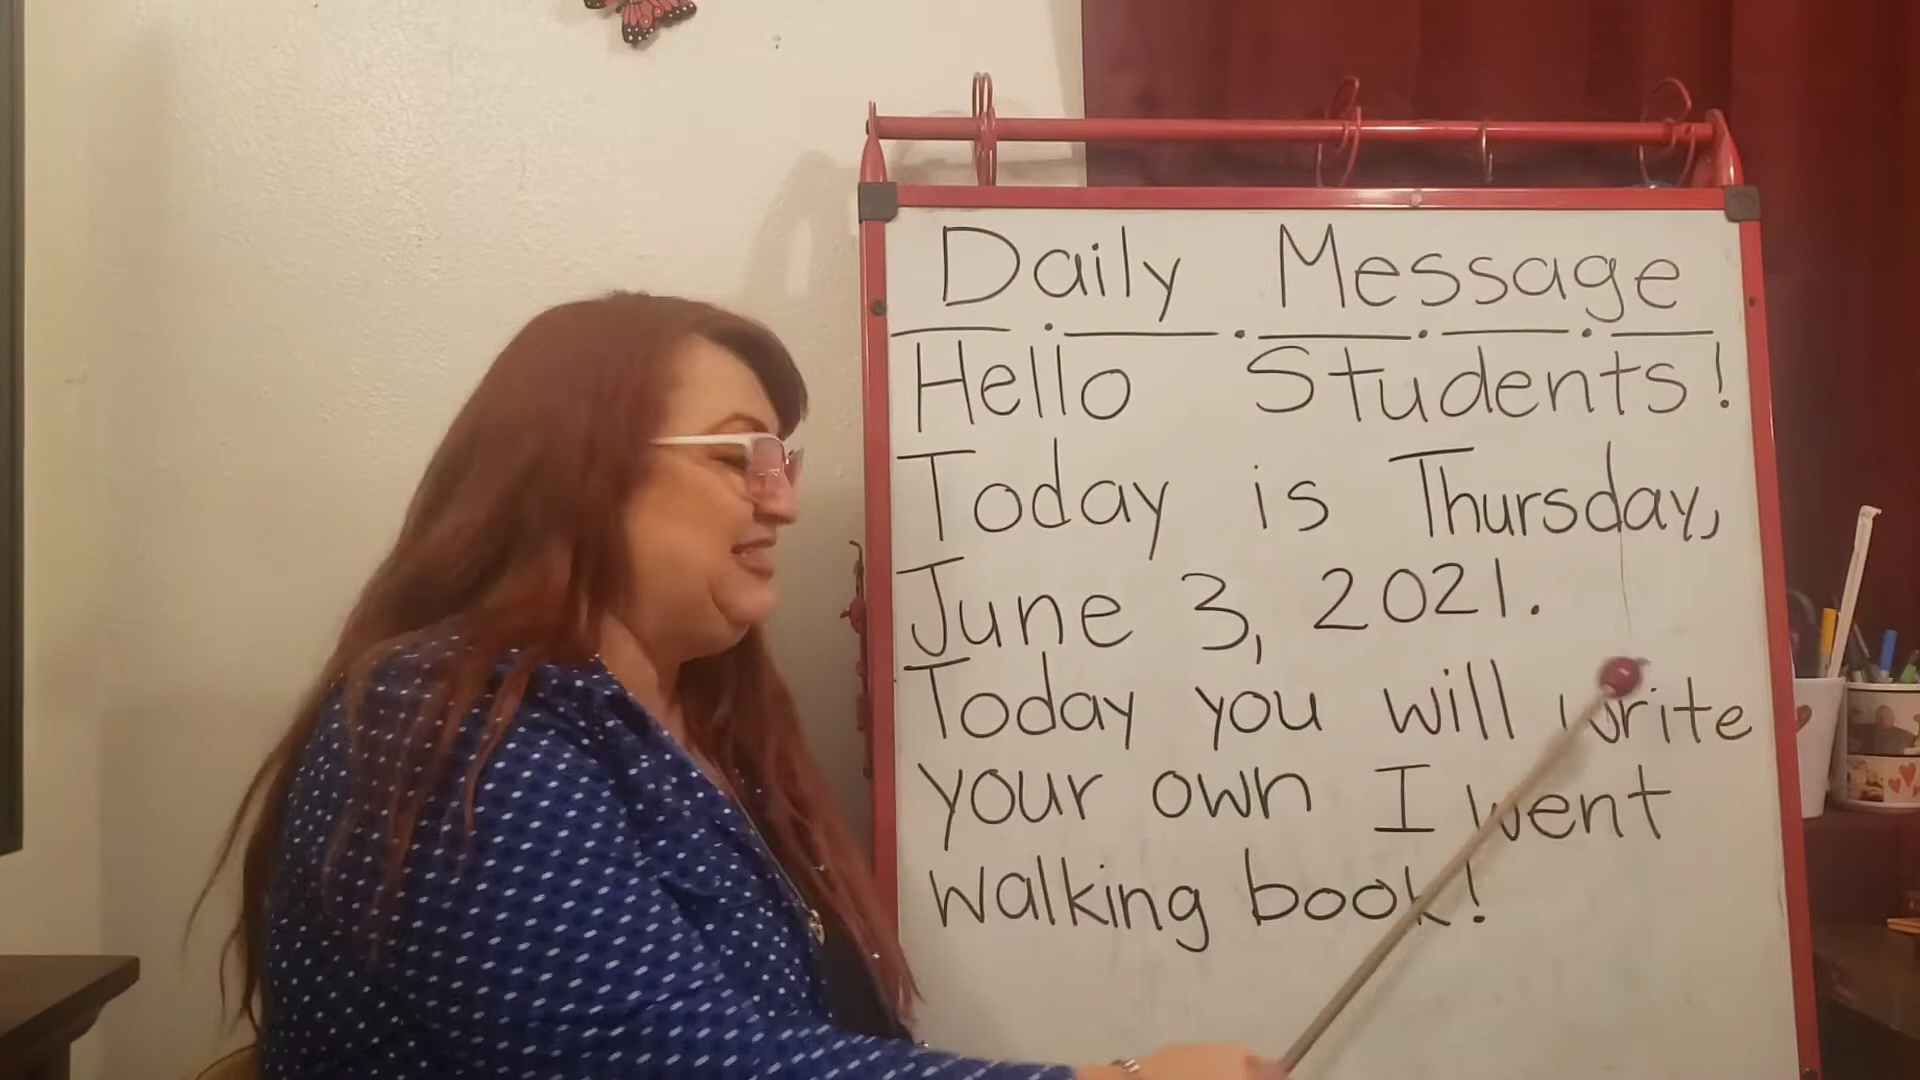 Daily Message
Hello Students!
Today is Thursday,
June 3, 2021.
Today you will write
your own I went
walking book!